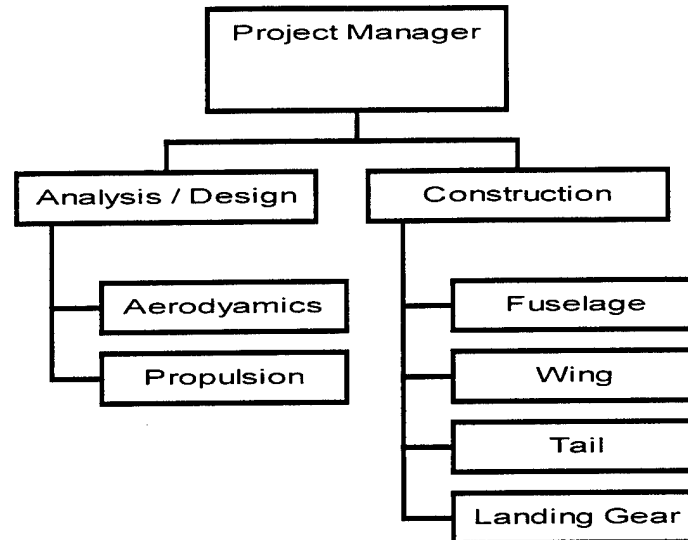 Project Manager
Analysis / Design
Construction
Aerodyamics
Propulsion
Fuselage
Wing
Tail
Landing Gear